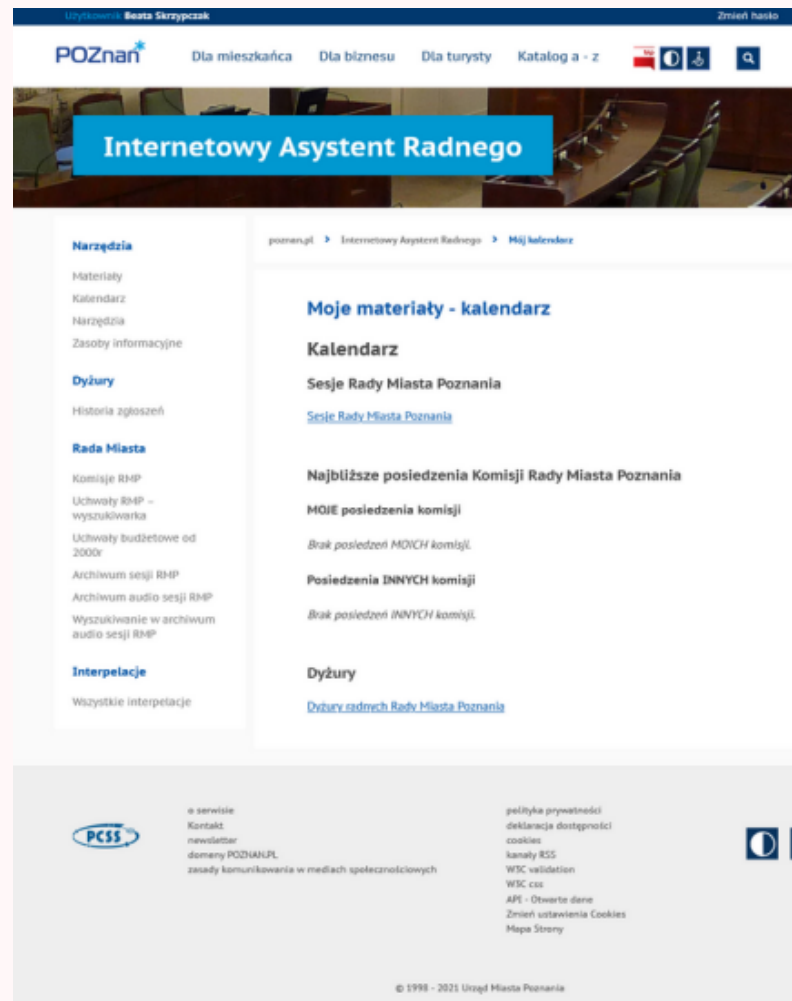 Użytkownik Beata Skrzypczak
Zmień hasło
POZnań*
Dla mieszkańca
Dla biznesu
Dla turysty
Katalog a - z
Internetowy Asystent Radnego
poznan.pl > Internetowy Asystent Radnego > Mój kalendarz
Narzędzia
Materiały
Kalendarz
Narzędzia
Zasoby informacyjne
Dyżury
Historia zgłoszeń
Rada Miasta
Komisje RMP
Uchwały RMP –
wyszukiwarka
Uchwały budżetowe od
2000r
Archiwum sesji RMP
Archiwum audio sesji RMP
Wyszukiwanie w archiwum
audio sesji RMP
Interpelacje
Wszystkie interpelacje
Moje materiały - kalendarz
Kalendarz
Sesje Rady Miasta Poznania
Sesje Rady Miasta Poznania
Najbliższe posiedzenia Komisji Rady Miasta Poznania
MOJE posiedzenia komisji
Brak posiedzeń MOICH komisji.
Posiedzenia INNYCH komisji
Brak posiedzeń INNYCH komisji.
Dyżury
Dyżury radnych Rady Miasta Poznania
PCSS
o serwisie
Kontakt
newsletter
domeny POZNAN.PL
zasady komunikowania w mediach społecznościowych
polityka prywatności
deklaracja dostępności
cookies
kanały RSS
W3C validation
W3C css
API - Otwarte dane
Zmień ustawienia Cookies
Mapa Strony
© 1998 - 2021 Urząd Miasta Poznania